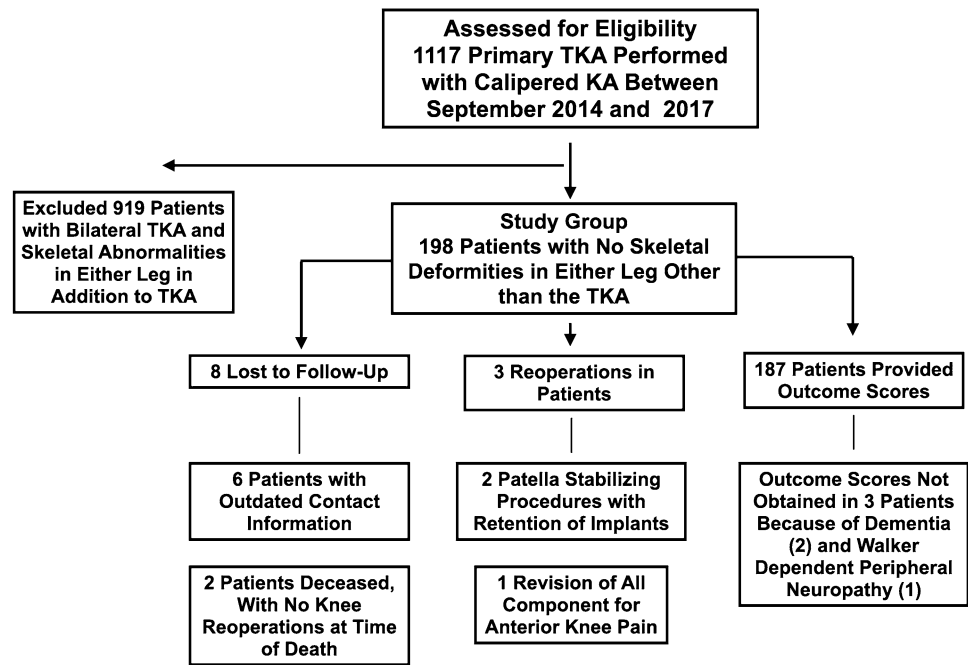 Assessed for Eligibility
1117 Primary TKA Performed
with Calipered KA Between
September 2014 and 2017
Excluded 919 Patients
with Bilateral TKA and
Skeletal Abnormalities
in Either Leg in
Addition to TKA
Study Group
198 Patients with No Skeletal
Deformities in Either Leg Other
than the TKA
8 Lost to Follow-Up
3 Reoperations in
Patients
187 Patients Provided
Outcome Scores
6 Patients with
Outdated Contact
Information
2 Patella Stabilizing
Procedures with
Retention of Implants
Outcome Scores Not
Obtained in 3 Patients
Because of Dementia
(2) and Walker
Dependent Peripheral
Neuropathy (1)
2 Patients Deceased,
With No Knee
Reoperations at Time
of Death
1 Revision of All
Component for
Anterior Knee Pain